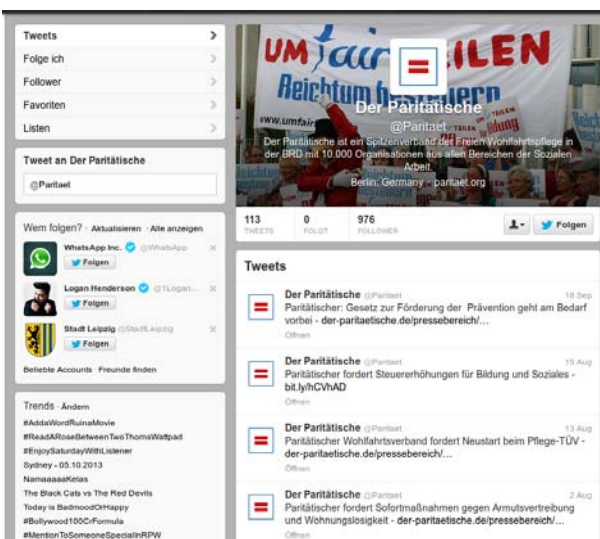 Tweets
Folge ich
Follower
Favoriten
Listen
Tweet an Der Paritätische
@Paritaet
Wem folgen? · Aktualisieren · Alle anzeigen
WhatsApp Inc. @WhatsApp
Folgen
Logan Henderson @1Logan...
Folgen
Stadt Leipzig @StadtLeipzig
Folgen
Beliebte Accounts · Freunde finden
Trends · Ändern
#AddaWordRuinaMovie
#ReadARoseBetweenTwoThornsWattpad
#EnjoySaturdayWithListener
Sydney - 05.10.2013
NamaaaaaKelas
The Black Cats vs The Red Devils
Today is BadmoodOrHappy
#Bollywood100CrFormula
#MentionToSomeoneSpecialInRPW
UM fair EILEN
Reichtum besteuern
www.umfair
Der Paritätische
@Paritaet
Der Paritätische ist ein Spitzenverband der Freien Wohlfahrtspflege in
der BRD mit 10.000 Organisationen aus allen Bereichen der Sozialen
Arbeit.
Berlin, Germany · paritaet.org
113 TWEETS
0 FOLGT
976 FOLLOWER
Folgen
Tweets
Der Paritätische @Paritaet 18 Sep
Paritätischer: Gesetz zur Förderung der Prävention geht am Bedarf
vorbei - der-paritaetische.de/pressebereich/…
Öffnen
Der Paritätische @Paritaet 15 Aug
Paritätischer fordert Steuererhöhungen für Bildung und Soziales -
bit.ly/hCVhAD
Öffnen
Der Paritätische @Paritaet 13 Aug
Paritätischer Wohlfahrtsverband fordert Neustart beim Pflege-TÜV -
der-paritaetische.de/pressebereich/…
Öffnen
Der Paritätische @Paritaet 2 Aug
Paritätischer fordert Sofortmaßnahmen gegen Armutsvertreibung
und Wohnungslosigkeit - der-paritaetische.de/pressebereich/…
Öffnen